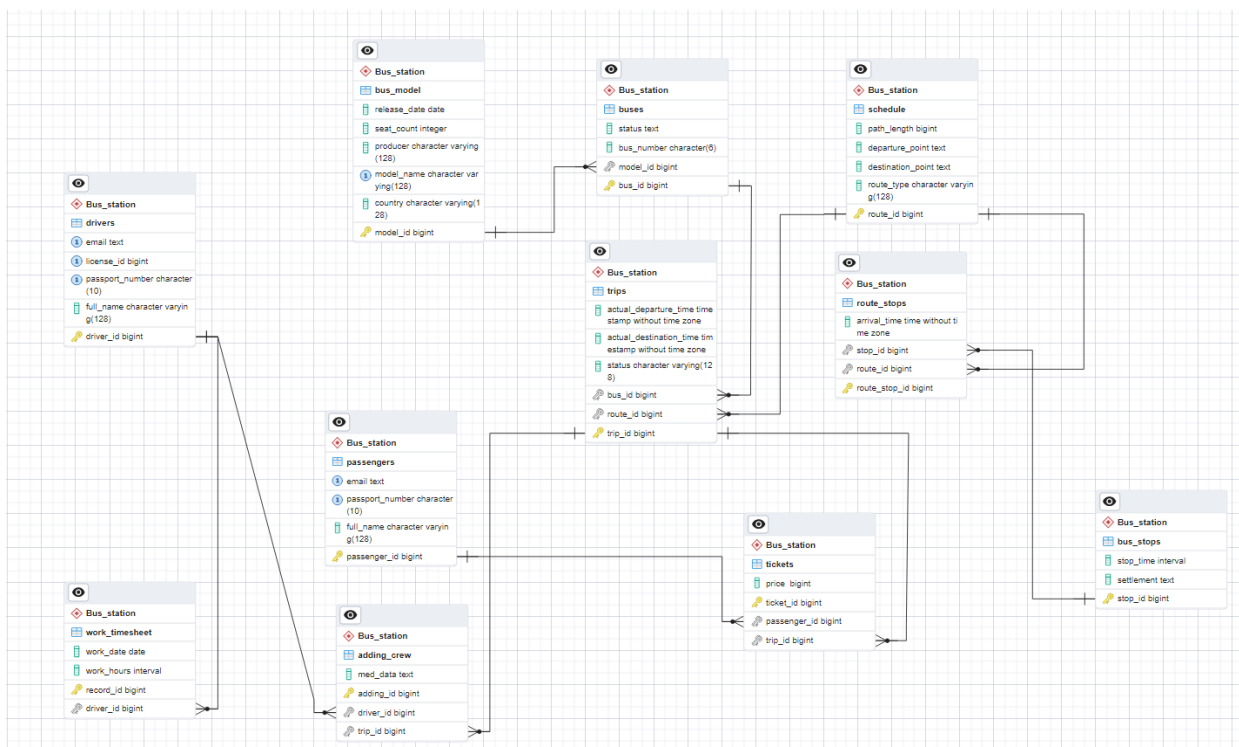 Bus_station
bus_model
release_date date
seat_count integer
producer character varying
(128)
model_name character var
ying(128)
country character varying(1
28)
model_id bigint
Bus_station
buses
status text
bus_number character(6)
model_id bigint
bus_id bigint
Bus_station
schedule
path_length bigint
departure_point text
destination_point text
route_type character varyin
g(128)
route_id bigint
Bus_station
drivers
email text
license_id bigint
passport_number character
(10)
full_name character varyin
g(128)
driver_id bigint
Bus_station
trips
actual_departure_time time
stamp without time zone
actual_destination_time tim
estamp without time zone
status character varying(12
8)
bus_id bigint
route_id bigint
trip_id bigint
Bus_station
route_stops
arrival_time time without ti
me zone
stop_id bigint
route_id bigint
route_stop_id bigint
Bus_station
passengers
email text
passport_number character
(10)
full_name character varyin
g(128)
passenger_id bigint
Bus_station
bus_stops
stop_time interval
settlement text
stop_id bigint
Bus_station
tickets
price bigint
ticket_id bigint
passenger_id bigint
trip_id bigint
Bus_station
work_timesheet
work_date date
work_hours interval
record_id bigint
driver_id bigint
Bus_station
adding_crew
med_data text
adding_id bigint
driver_id bigint
trip_id bigint